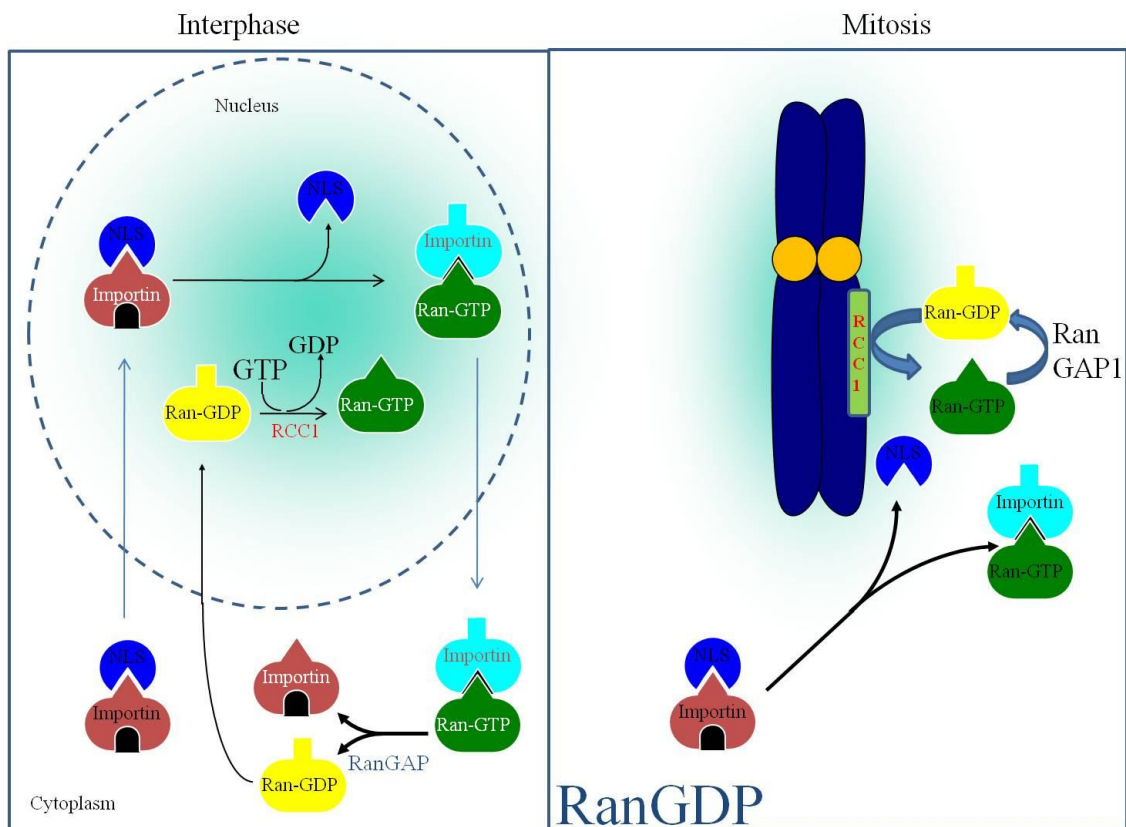 Interphase
Mitosis
Nucleus
NLS
NLS
Importin
Importin
Ran-GTP
GTP
GDP
Ran-GDP
RCC1
Ran-GTP
NLS
Importin
Importin
Importin
Ran-GTP
RanGAP
Ran-GDP
Cytoplasm
R
C
C
1
Ran-GDP
Ran
GAP1
Ran-GTP
NLS
Importin
Ran-GTP
NLS
Importin
RanGDP